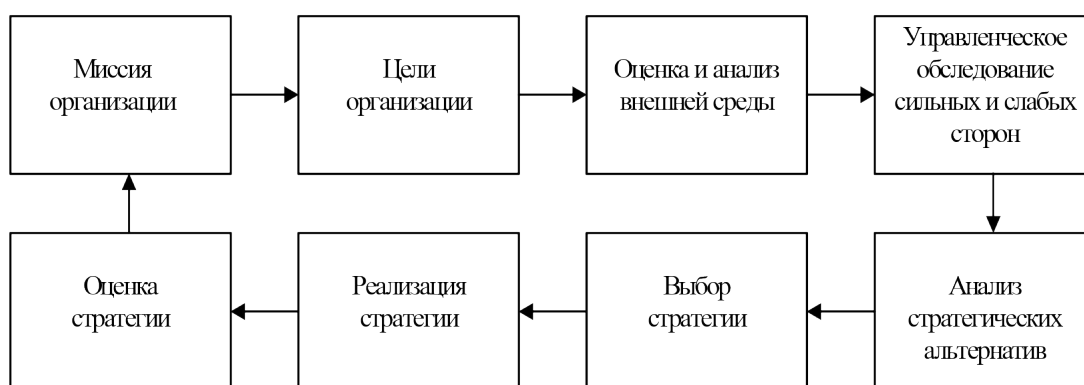 Миссия
организации
Цели
организации
Оценка и анализ
внешней среды
Управленческое
обследование
сильных и слабых
сторон
Оценка
стратегии
Реализация
стратегии
Выбор
стратегии
Анализ
стратегических
альтернатив